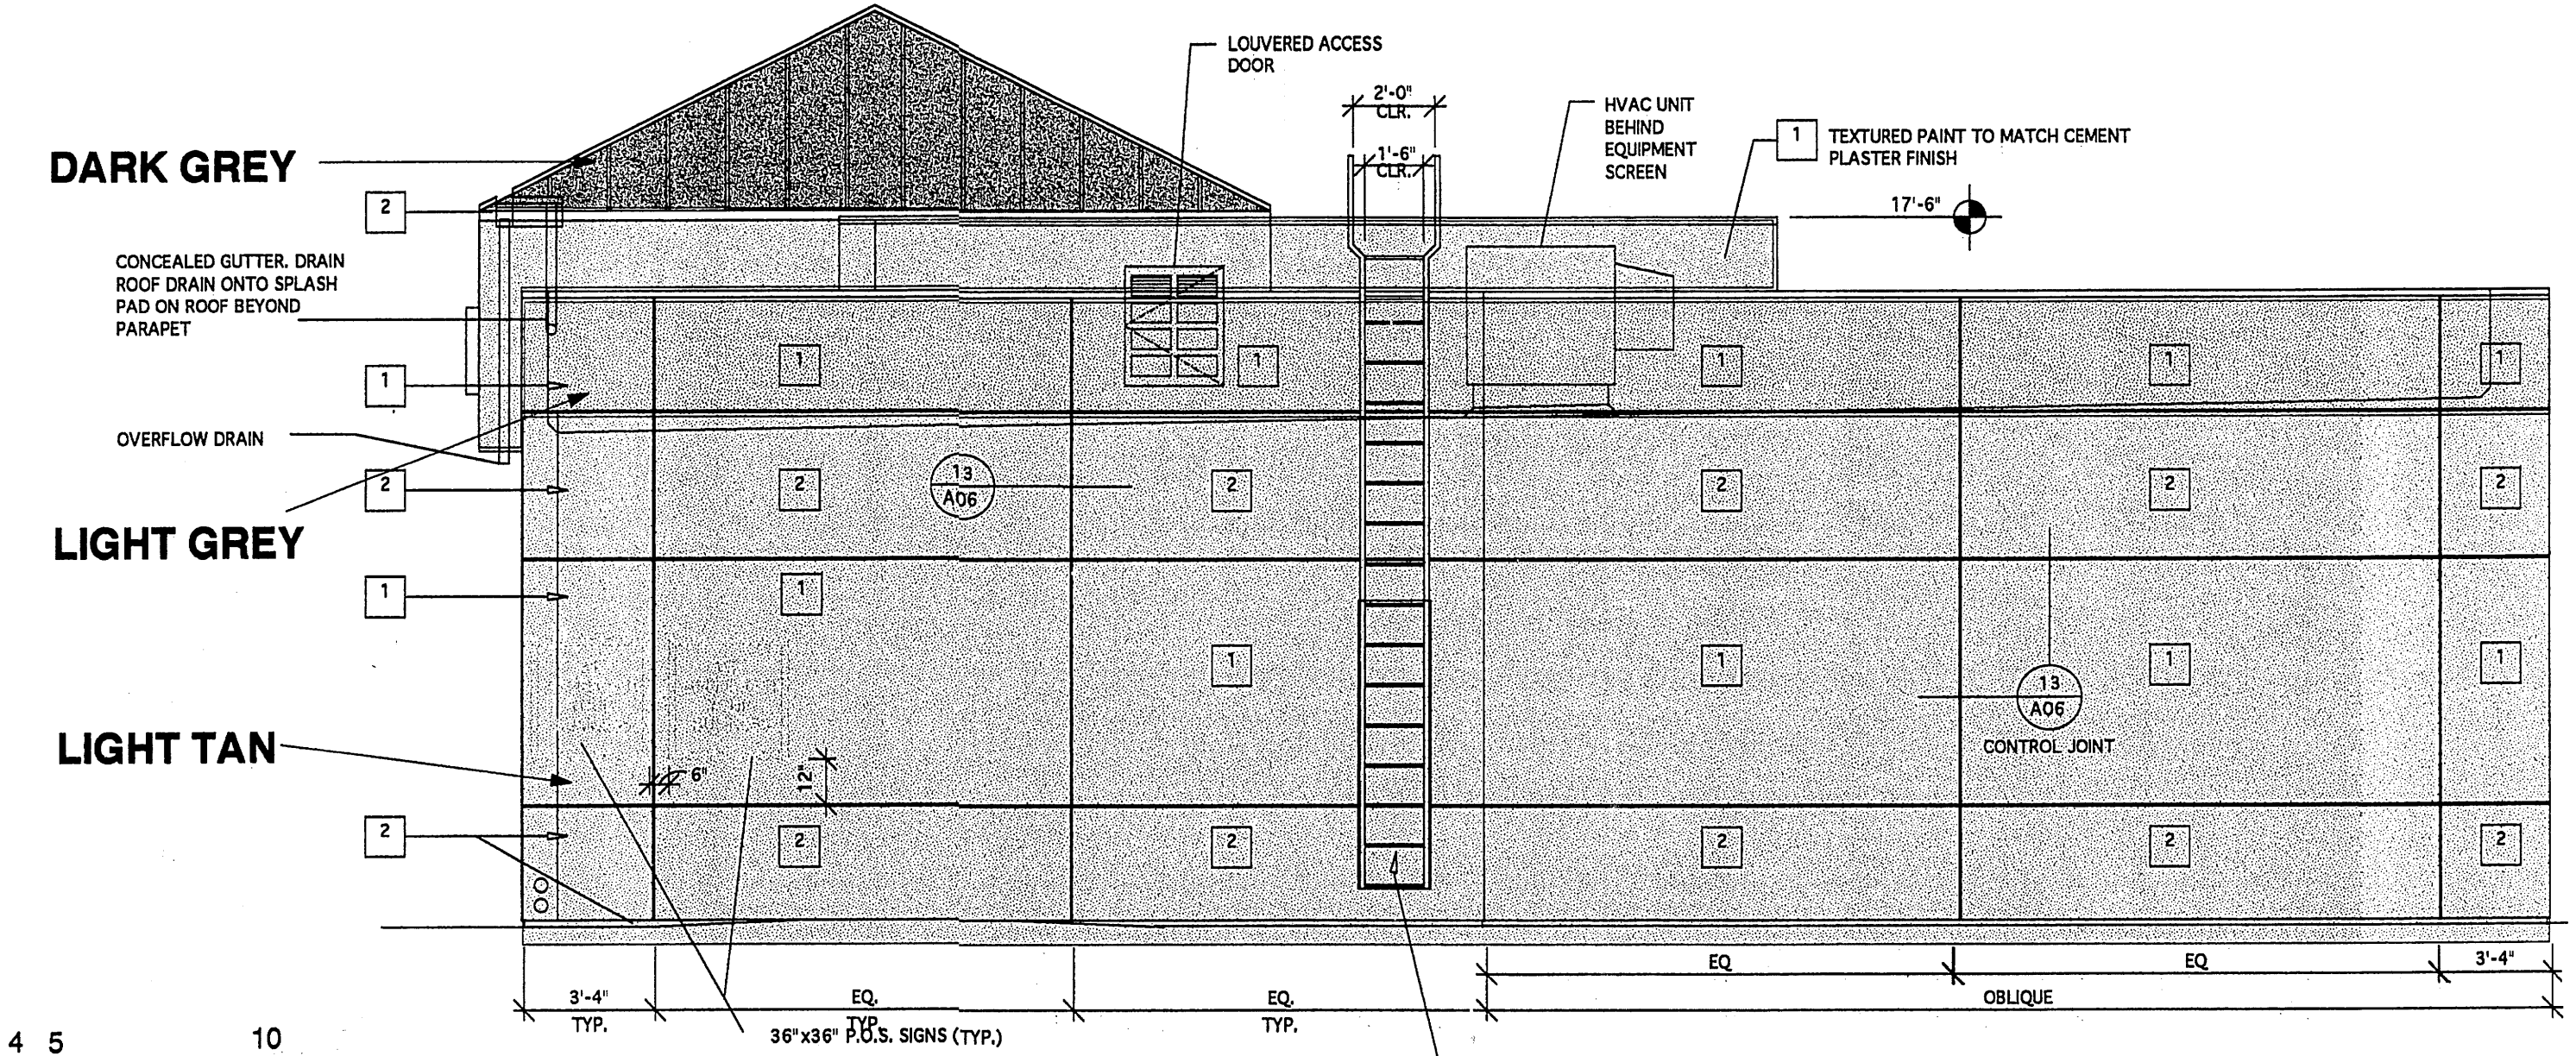 LOUVERED ACCESS
DOOR
2'-0"
CLR.
1'-6"
CLR.
HVAC UNIT
BEHIND
EQUIPMENT
SCREEN
1
TEXTURED PAINT TO MATCH CEMENT
PLASTER FINISH
17'-6"
DARK GREY
2
CONCEALED GUTTER. DRAIN
ROOF DRAIN ONTO SPLASH
PAD ON ROOF BEYOND
PARAPET
1
1
1
1
1
1
OVERFLOW DRAIN
2
2
13
A06
2
2
2
2
LIGHT GREY
1
1
1
1
1
1
13
A06
CONTROL JOINT
LIGHT TAN
6"
12"
2
2
2
2
2
2
EQ
EQ
3'-4"
3'-4"
TYP.
EQ.
TYP.
EQ.
TYP.
OBLIQUE
36"x36" P.O.S. SIGNS (TYP.)
4 5 10